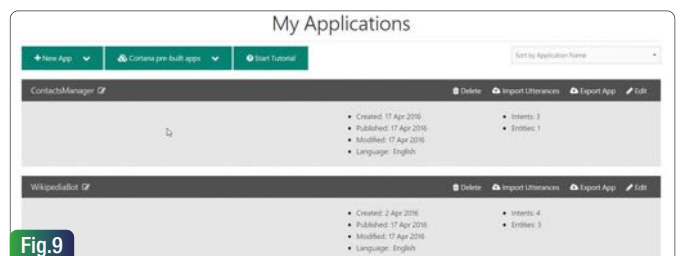 My Applications
New App Cortana pre-built apps Start Tutorial Sort by Application Name
ContactsManager Delete Import Utterances Export App Edit
• Created: 17 Apr 2016 • Intents: 3
• Published: 17 Apr 2016 • Entities: 1
• Modified: 17 Apr 2016
• Language: English
WikipediaBot Delete Import Utterances Export App Edit
• Created: 2 Apr 2016 • Intents: 4
• Published: 17 Apr 2016 • Entities: 3
• Modified: 17 Apr 2016
• Language: English
Fig.9